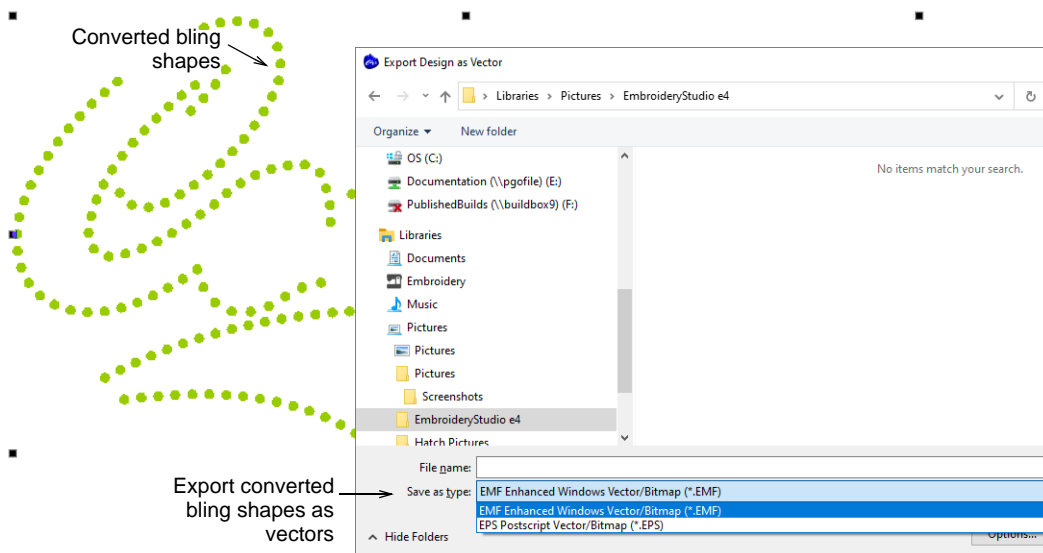 Converted bling
shapes
Export Design as Vector
Libraries > Pictures > EmbroideryStudio e4
Organize
New folder
OS (C:)
No items match your search.
Documentation (\\pgofile) (E:)
PublishedBuilds (\\buildbox9) (F:)
Libraries
Documents
Embroidery
Music
Pictures
Pictures
Pictures
Screenshots
EmbroideryStudio e4
Hatch Pictures
File name:
Export converted
bling shapes as
vectors
Save as type: EMF Enhanced Windows Vector/Bitmap (*.EMF)
EMF Enhanced Windows Vector/Bitmap (*.EMF)
EPS Postscript Vector/Bitmap (*.EPS)
Hide Folders
Options...